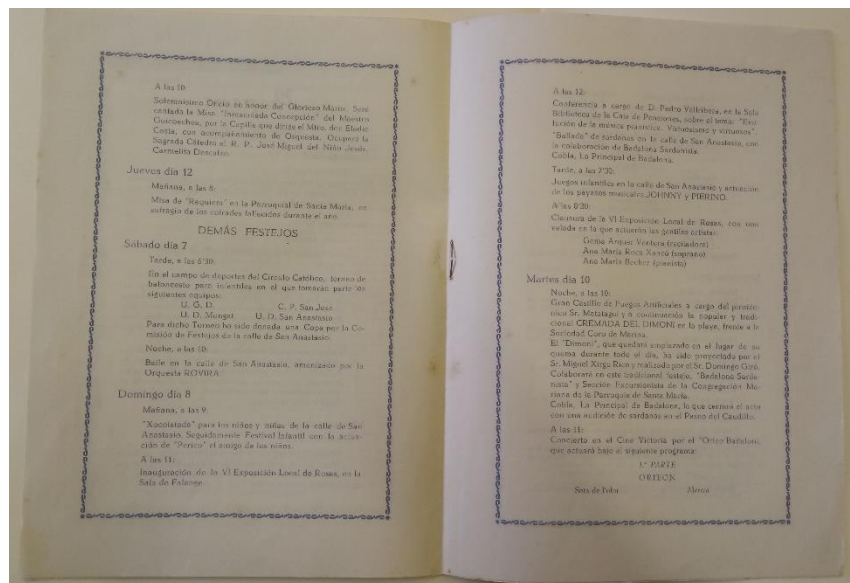 A las 10:
Solemnísimo Oficio en honor del Glorioso Mártir. Será
cantada la Misa "Inmaculada Concepción" del Maestro
Goicoechea, por la Capilla que dirige el Mtro. don Eladio
Costa, con acompañamiento de Orquesta. Ocupará la
Sagrada Cátedra el R. P. José Miguel del Niño Jesús,
Carmelita Descalzo.
Jueves día 12
Mañana, a las 8:
Misa de "Requiem" en la Parroquial de Santa María, en
sufragio de los cofrades fallecidos durante el año.
DEMÁS FESTEJOS
Sábado día 7
Tarde, a las 6'30:
En el campo de deportes del Círculo Católico, torneo de
baloncesto para infantiles en el que tomarán parte los
siguientes equipos:
U. G. D. C. P. San José
U. D. Mongat U. D. San Anastasio
Para dicho Torneo ha sido donada una Copa por la Co-
misión de Festejos de la calle de San Anastasio.
Noche, a las 10:
Baile en la calle de San Anastasio, amenizado por la
Orquesta ROVIRA.
Domingo día 8
Mañana, a las 9:
"Xocolatada" para los niños y niñas de la calle de San
Anastasio. Seguidamente Festival Infantil con la actua-
ción de "Perico" el amigo de los niños.
A las 11:
Inauguración de la VI Exposición Local de Rosas, en la
Sala de Falange.
A las 12:
Conferencia a cargo de D. Pedro Vallribera, en la Sala
Biblioteca de la Caja de Pensiones, sobre el tema: "Evo-
lución de la música pianística. Virtuosismo y virtuosos".
"Ballada" de sardanas en la calle de San Anastasio, con
la colaboración de Badalona Sardanista.
Cobla, La Principal de Badalona.
Tarde, a las 7'30:
Juegos infantiles en la calle de San Anastasio y actuación
de los payasos musicales JOHNNY y PIERINO.
A las 8'30:
Clausura de la VI Exposición Local de Rosas, con una
velada en la que actuarán las gentiles artistas:
Gema Arquer Ventura (recitadora)
Ana María Roca Xancó (soprano)
Ana María Becher (pianista)
Martes día 10
Noche, a las 10:
Gran Castillo de Fuegos Artificiales a cargo del pirotéc-
nico Sr. Matalagui y a continuación la popular y tradi-
cional CREMADA DEL DIMONI en la playa, frente a la
Sociedad Coro de Marina.
El "Dimoni", que quedará emplazado en el lugar de su
quema durante todo el día, ha sido proyectado por el
Sr. Miguel Xirgo Rico y realizado por el Sr. Domingo Giró.
Colaborará en este tradicional festejo, "Badalona Sarda-
nista" y Sección Excursionista de la Congregación Ma-
riana de la Parroquia de Santa María.
Cobla, La Principal de Badalona, la que cerrará el acto
con una audición de sardanas en el Paseo del Caudillo.
A las 11:
Concierto en el Cine Victoria por el "Orfeó Badaloní,
que actuará bajo el siguiente programa:
1.ª PARTE
ORFEÓN